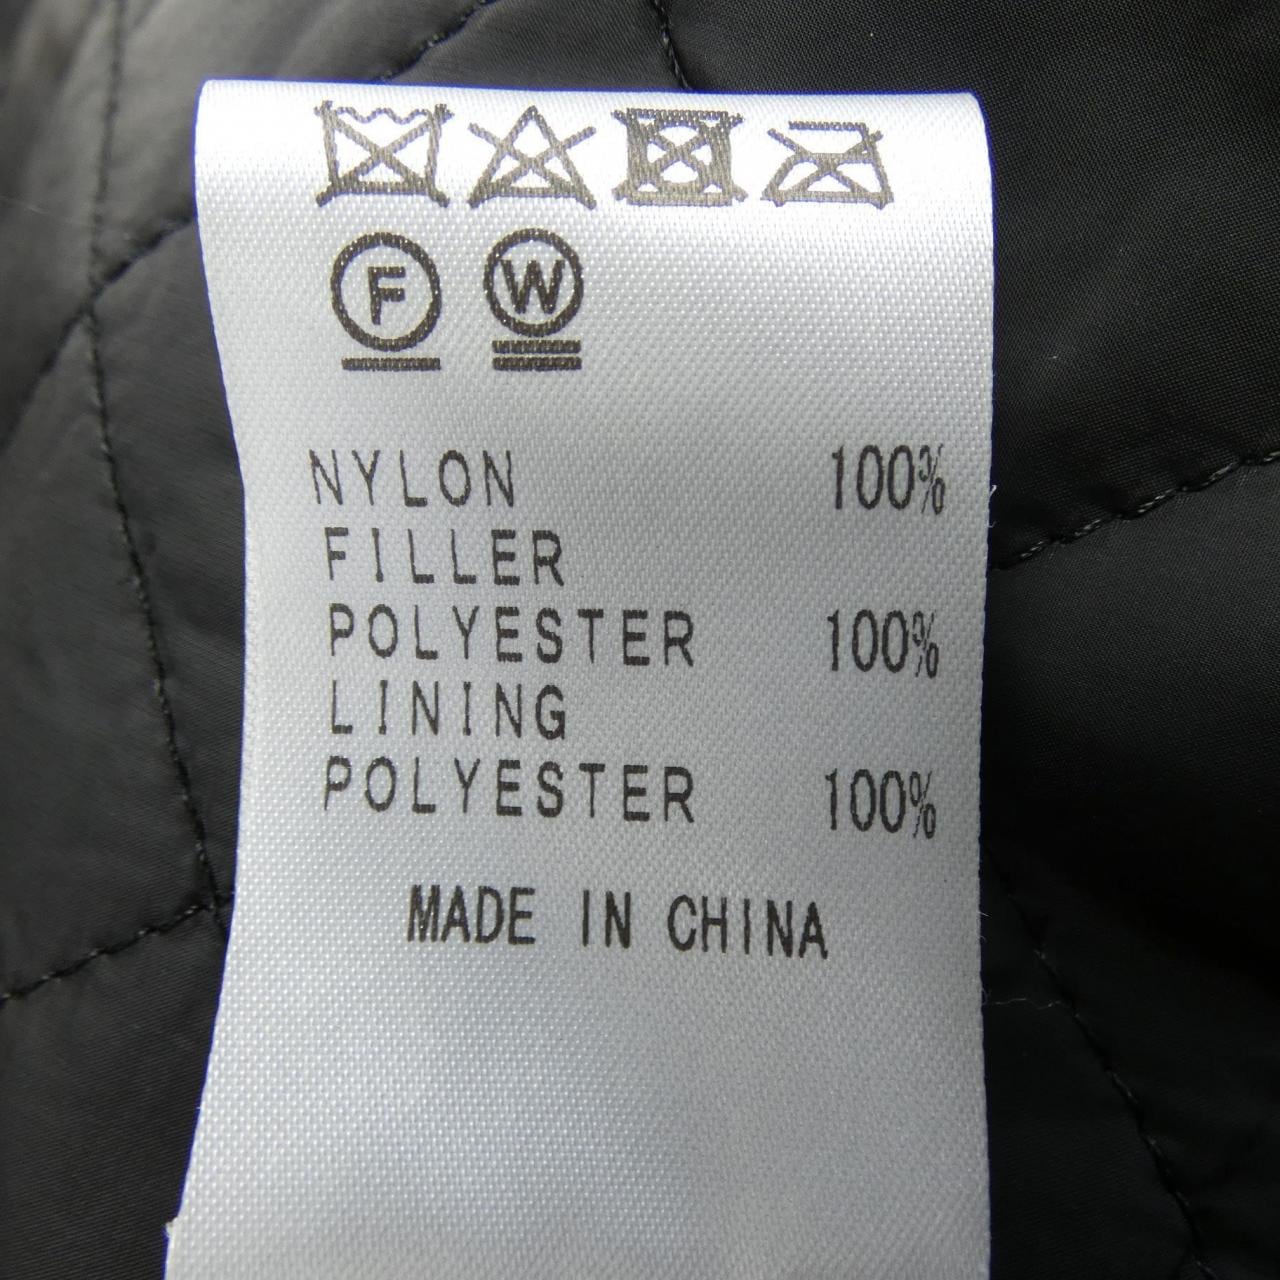 F W
NYLON 100%
FILLER
POLYESTER 100%
LINING
POLYESTER 100%
MADE IN CHINA